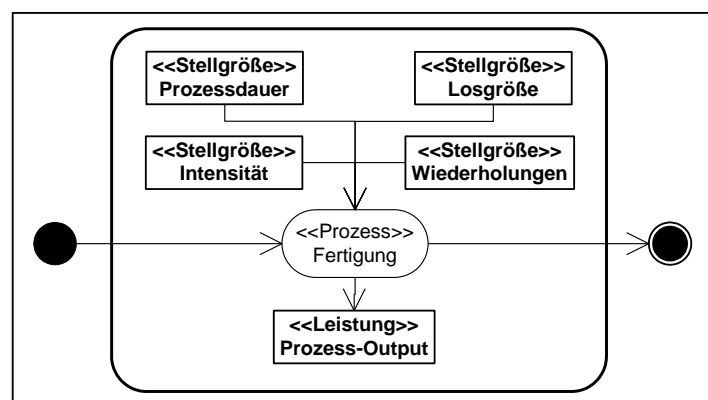 <<Stellgröße>>
Prozessdauer
<<Stellgröße>>
Losgröße
<<Stellgröße>>
Intensität
<<Stellgröße>>
Wiederholungen
<<Prozess>>
Fertigung
<<Leistung>>
Prozess-Output